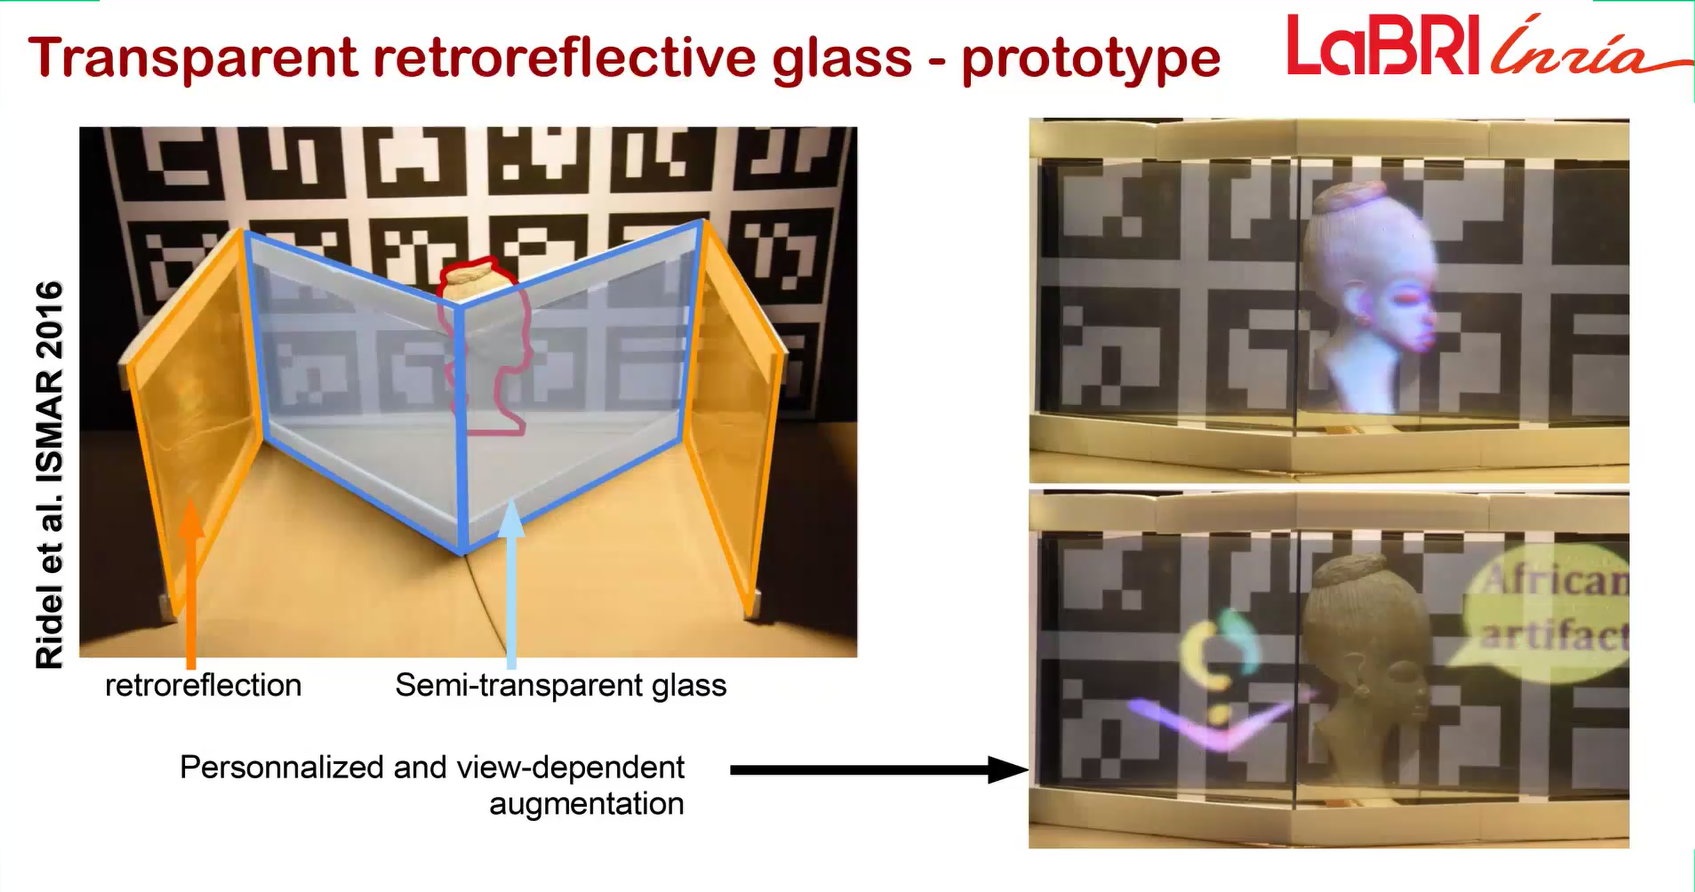 Transparent retroreflective glass - prototype
LaBRI
Inría
Ridel et al. ISMAR 2016
retroreflection
Semi-transparent glass
Personnalized and view-dependent
augmentation
African
artifact